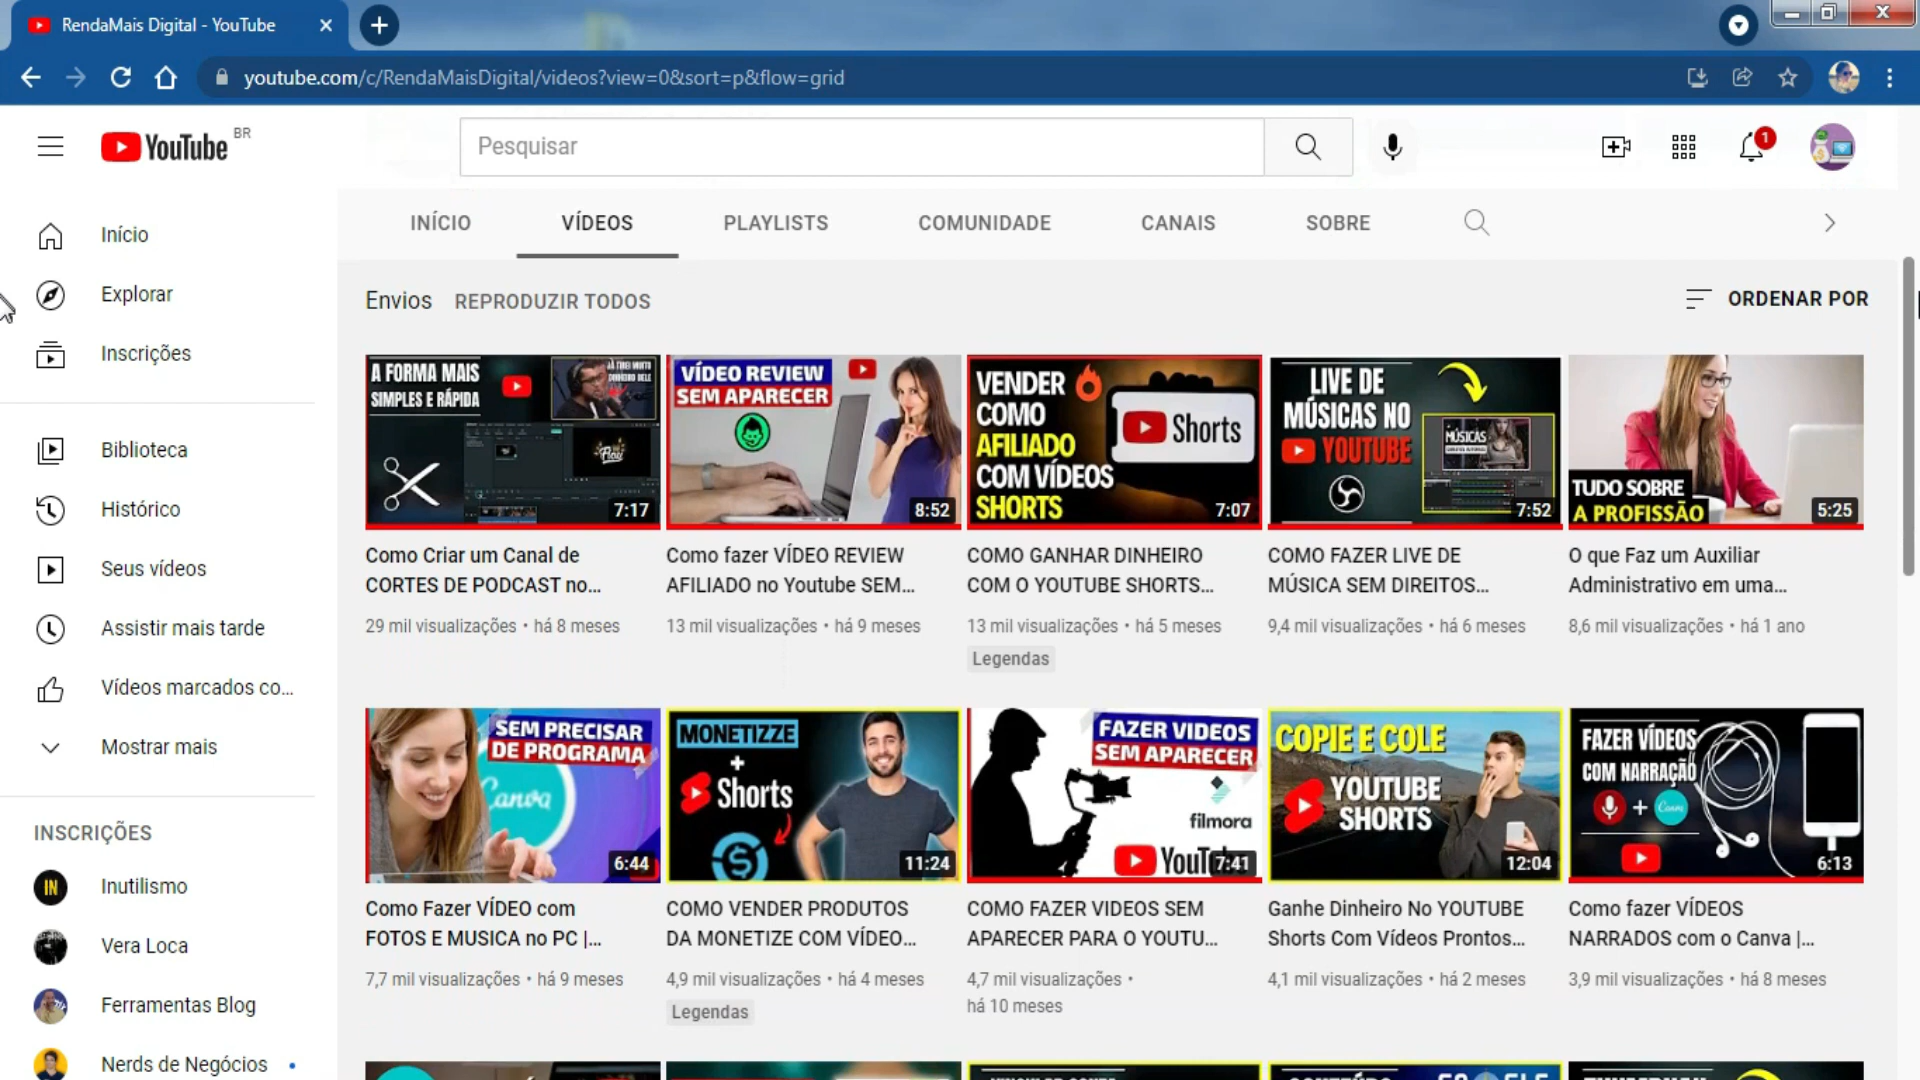 RendaMais Digital - YouTube
youtube.com/c/RendaMaisDigital/videos?view=0&sort=p&flow=grid
YouTube BR
Pesquisar
1
Início
Explorar
Inscrições
Biblioteca
Histórico
Seus vídeos
Assistir mais tarde
Vídeos marcados co...
Mostrar mais
INSCRIÇÕES
Inutilismo
Vera Loca
Ferramentas Blog
Nerds de Negócios
INÍCIO
VÍDEOS
PLAYLISTS
COMUNIDADE
CANAIS
SOBRE
Envios
REPRODUZIR TODOS
ORDENAR POR
A FORMA MAIS
SIMPLES E RÁPIDA
JÁ TIREI MUITO
DINHEIRO DELE
7:17
Como Criar um Canal de
CORTES DE PODCAST no...
29 mil visualizações • há 8 meses
VÍDEO REVIEW
SEM APARECER
8:52
Como fazer VÍDEO REVIEW
AFILIADO no Youtube SEM...
13 mil visualizações • há 9 meses
VENDER
COMO
AFILIADO
COM VÍDEOS
SHORTS
Shorts
7:07
COMO GANHAR DINHEIRO
COM O YOUTUBE SHORTS...
13 mil visualizações • há 5 meses
Legendas
LIVE DE
MÚSICAS NO
YOUTUBE
MÚSICAS
7:52
COMO FAZER LIVE DE
MÚSICA SEM DIREITOS...
9,4 mil visualizações • há 6 meses
TUDO SOBRE
A PROFISSÃO
5:25
O que Faz um Auxiliar
Administrativo em uma...
8,6 mil visualizações • há 1 ano
SEM PRECISAR
DE PROGRAMA
Canva
6:44
Como Fazer VÍDEO com
FOTOS E MUSICA no PC |...
7,7 mil visualizações • há 9 meses
MONETIZZE
+
Shorts
11:24
COMO VENDER PRODUTOS
DA MONETIZE COM VÍDEO...
4,9 mil visualizações • há 4 meses
Legendas
FAZER VIDEOS
SEM APARECER
filmora
YouTube
7:41
COMO FAZER VIDEOS SEM
APARECER PARA O YOUTU...
4,7 mil visualizações •
há 10 meses
COPIE E COLE
YOUTUBE
SHORTS
12:04
Ganhe Dinheiro No YOUTUBE
Shorts Com Vídeos Prontos...
4,1 mil visualizações • há 2 meses
FAZER VÍDEOS
COM NARRAÇÃO
+ Canva
6:13
Como fazer VÍDEOS
NARRADOS com o Canva |...
3,9 mil visualizações • há 8 meses